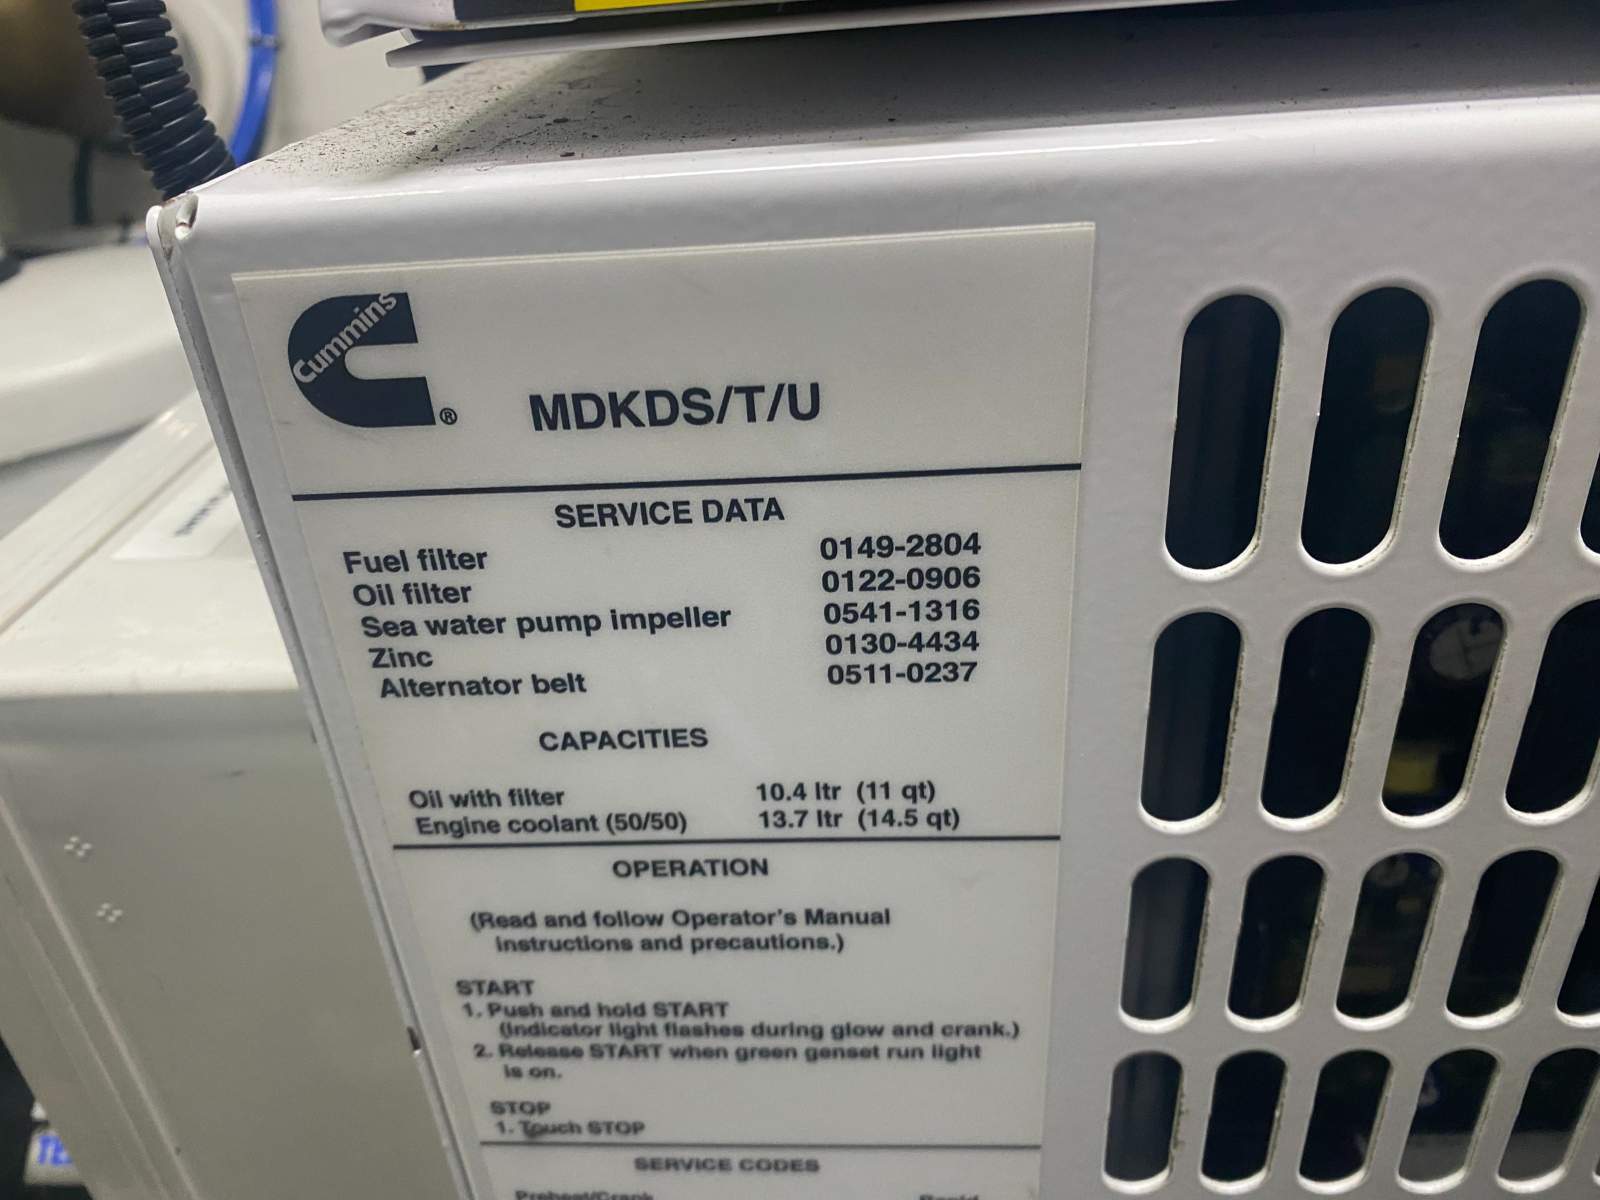 Cummins
®
MDKDS/T/U
SERVICE DATA
Fuel filter 0149-2804
Oil filter 0122-0906
Sea water pump impeller 0541-1316
Zinc 0130-4434
Alternator belt 0511-0237
CAPACITIES
Oil with filter 10.4 ltr (11 qt)
Engine coolant (50/50) 13.7 ltr (14.5 qt)
OPERATION
(Read and follow Operator's Manual
instructions and precautions.)
START
1. Push and hold START
(Indicator light flashes during glow and crank.)
2. Release START when green genset run light
is on.
STOP
1. Touch STOP
SERVICE CODES
Preheat/Crank